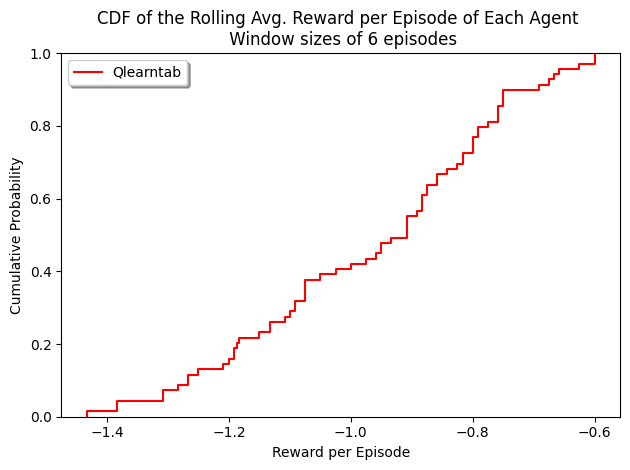 CDF of the Rolling Avg. Reward per Episode of Each Agent
Window sizes of 6 episodes
Qlearntab
Cumulative Probability
1.0
0.8
0.6
0.4
0.2
0.0
−1.4 −1.2 −1.0 −0.8 −0.6
Reward per Episode